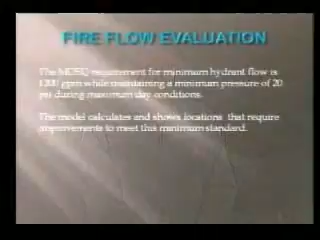 FIRE FLOW EVALUATION
The MDEQ requirement for minimum hydrant flow is
1200 gpm while maintaining a minimum pressure of 20
psi during maximum day conditions.
The model calculates and shows locations that require
improvements to meet this minimum standard.